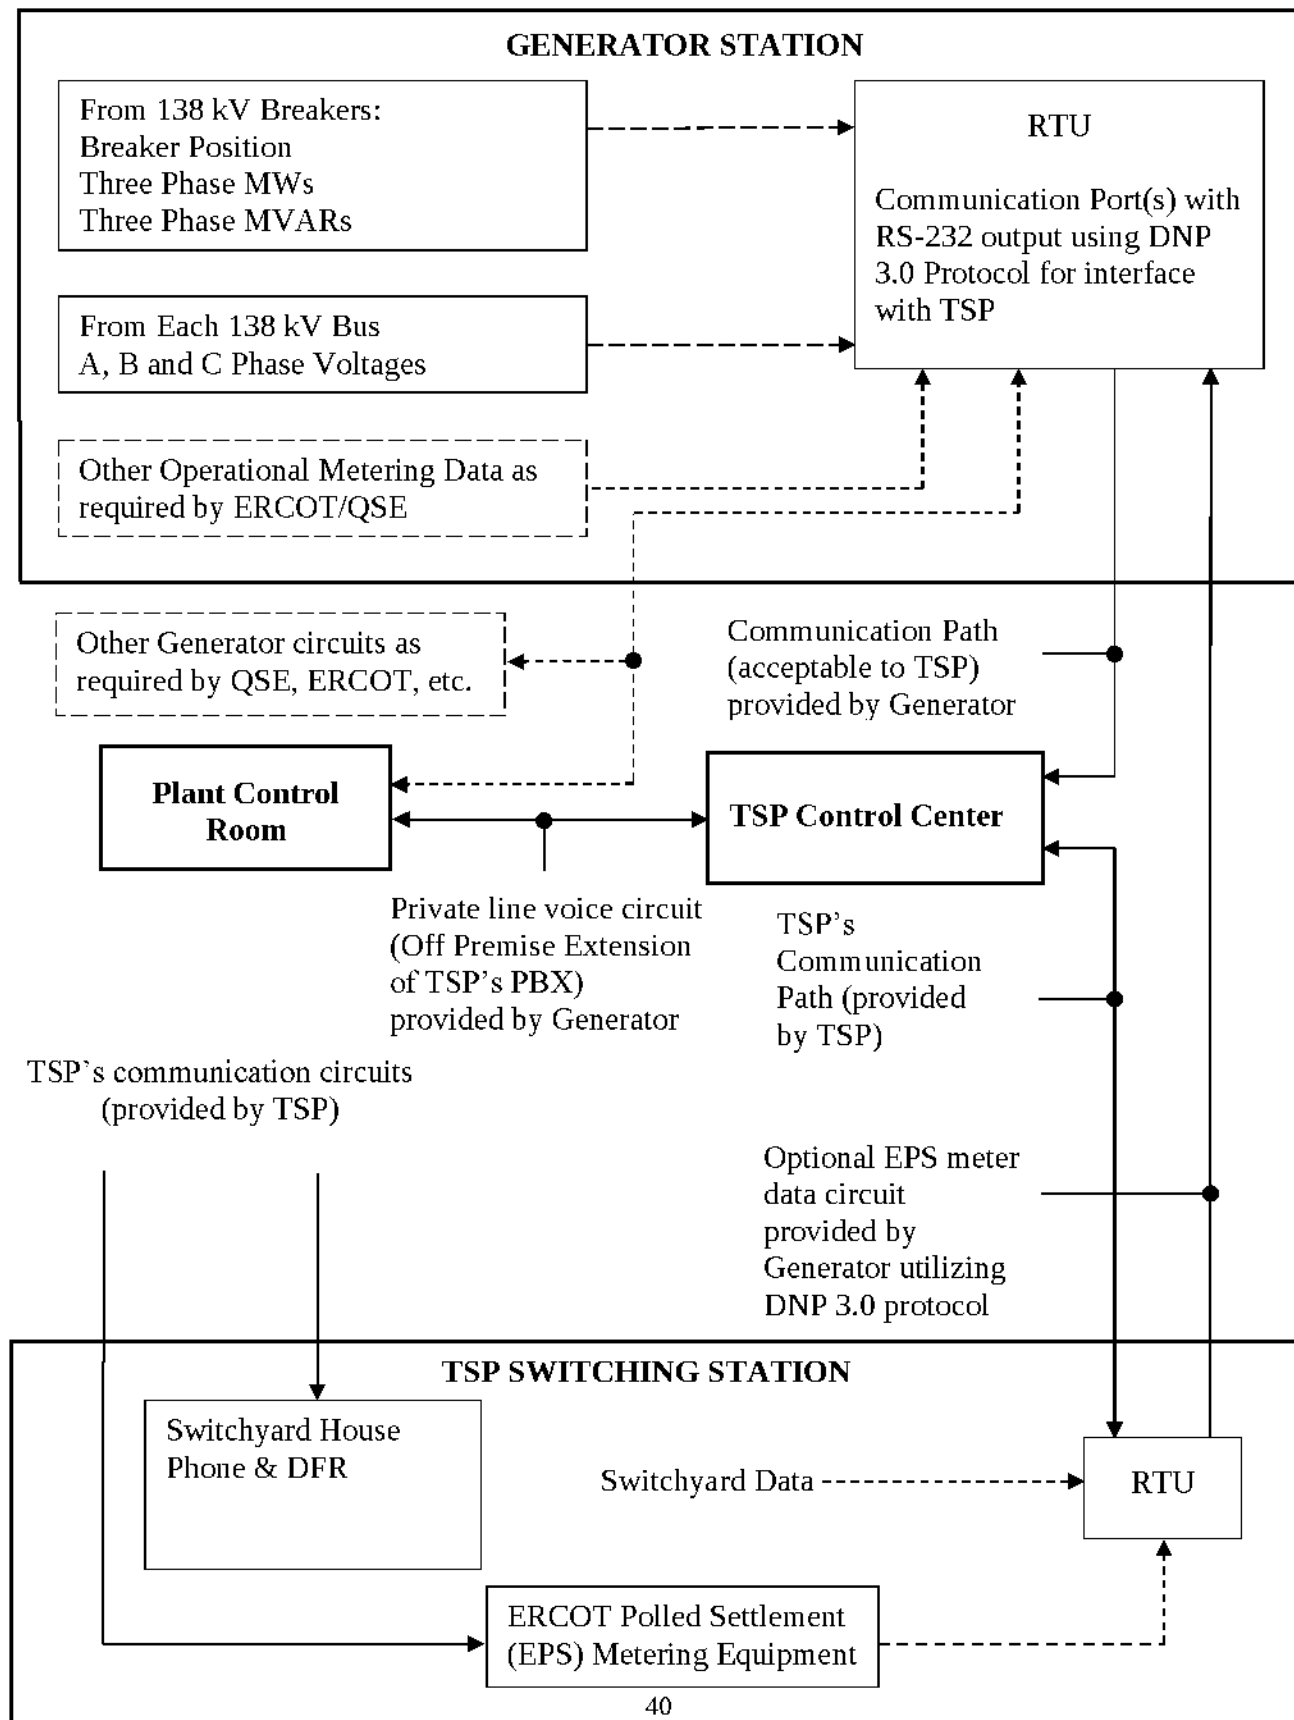 GENERATOR STATION
From 138 kV Breakers:
Breaker Position
Three Phase MWs
Three Phase MVARs
RTU
Communication Port(s) with
RS-232 output using DNP
3.0 Protocol for interface
with TSP
From Each 138 kV Bus
A, B and C Phase Voltages
Other Operational Metering Data as
required by ERCOT/QSE
Other Generator circuits as
required by QSE, ERCOT, etc.
Communication Path
(acceptable to TSP)
provided by Generator
Plant Control
Room
TSP Control Center
Private line voice circuit
(Off Premise Extension
of TSP's PBX)
provided by Generator
TSP's
Communication
Path (provided
by TSP)
TSP's communication circuits
(provided by TSP)
Optional EPS meter
data circuit
provided by
Generator utilizing
DNP 3.0 protocol
TSP SWITCHING STATION
Switchyard House
Phone & DFR
Switchyard Data
RTU
ERCOT Polled Settlement
(EPS) Metering Equipment
40